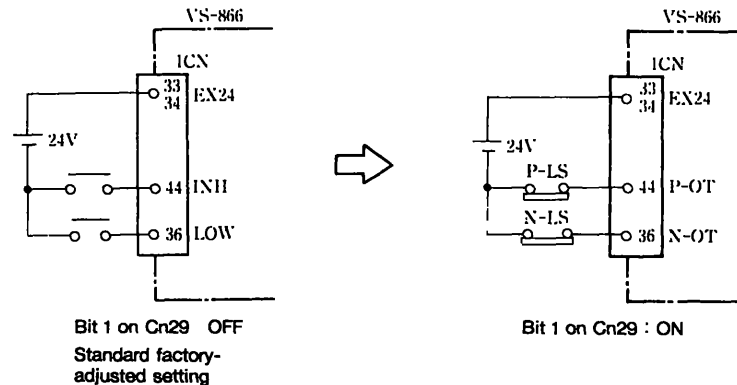 VS-866
1CN
33
34
EX24
24V
44 INH
36 LOW
Bit 1 on Cn29 OFF
Standard factory-
adjusted setting
VS-866
1CN
33
34
EX24
24V
P-LS
44 P-OT
N-LS
36 N-OT
Bit 1 on Cn29 : ON